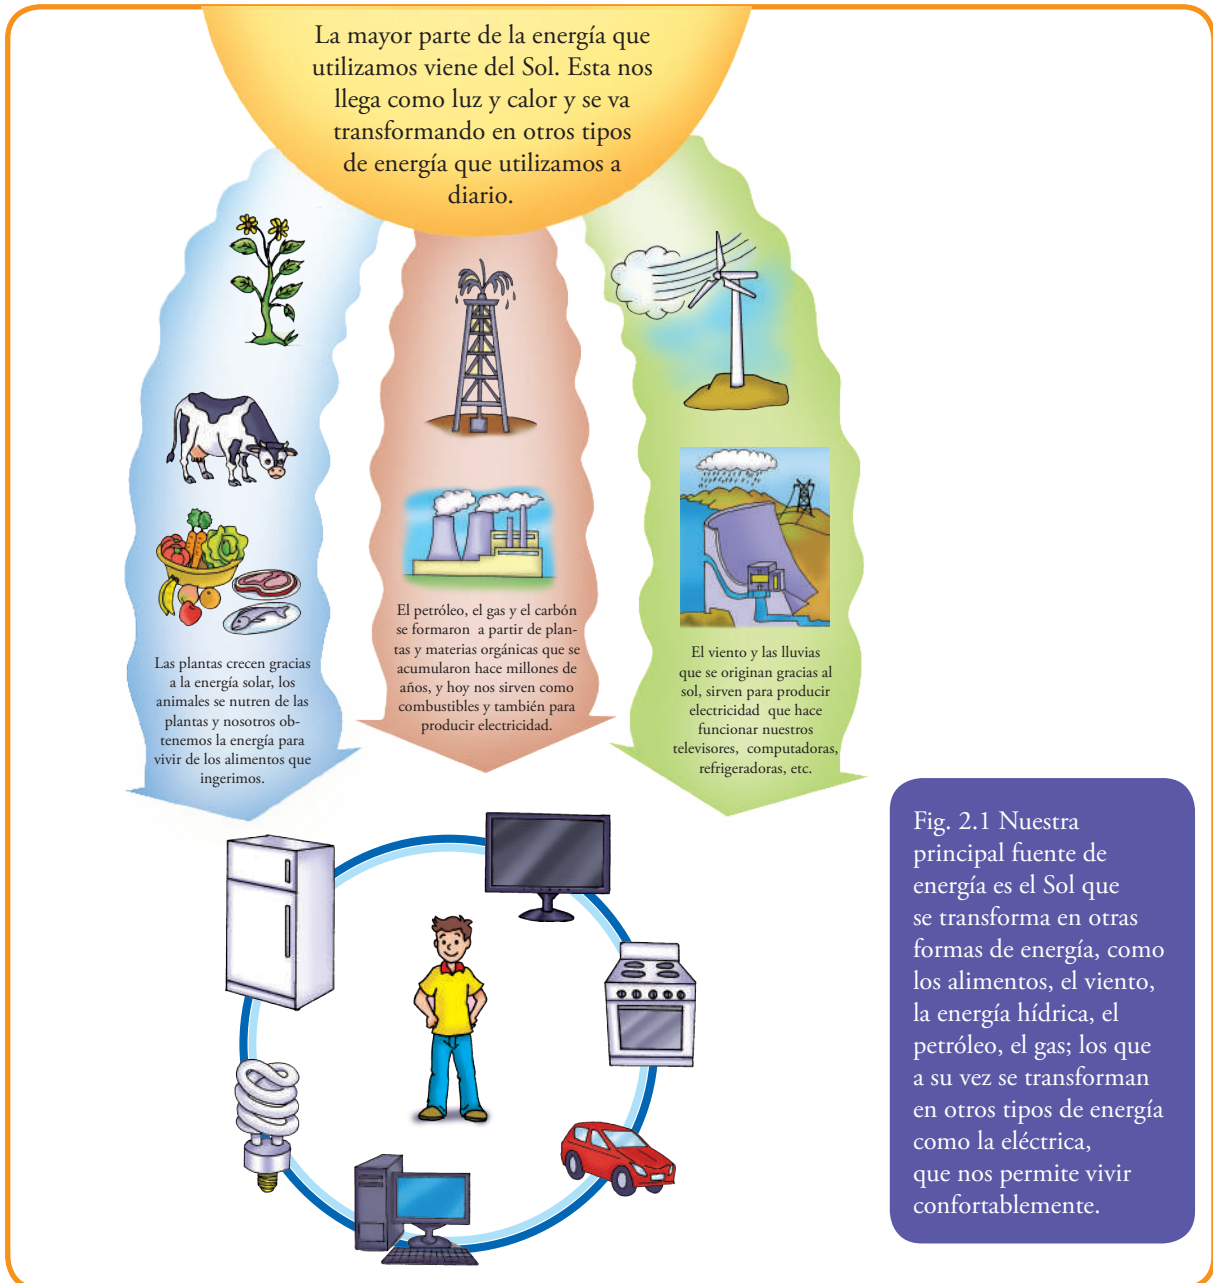 La mayor parte de la energía que
utilizamos viene del Sol. Esta nos
llega como luz y calor y se va
transformando en otros tipos
de energía que utilizamos a
diario.
Las plantas crecen gracias
a la energía solar, los
animales se nutren de las
plantas y nosotros ob-
tenemos la energía para
vivir de los alimentos que
ingerimos.
El petróleo, el gas y el carbón
se formaron a partir de plan-
tas y materias orgánicas que se
acumularon hace millones de
años, y hoy nos sirven como
combustibles y también para
producir electricidad.
El viento y las lluvias
que se originan gracias al
sol, sirven para producir
electricidad que hace
funcionar nuestros
televisores, computadoras,
refrigeradoras, etc.
Fig. 2.1 Nuestra
principal fuente de
energía es el Sol que
se transforma en otras
formas de energía, como
los alimentos, el viento,
la energía hídrica, el
petróleo, el gas; los que
a su vez se transforman
en otros tipos de energía
como la eléctrica,
que nos permite vivir
confortablemente.